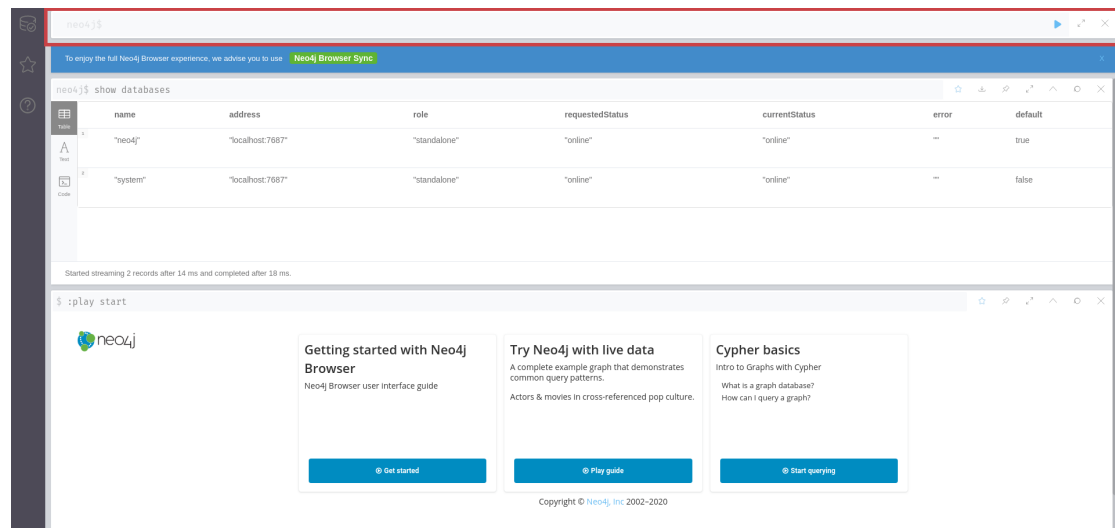 neo4j$
To enjoy the full Neo4j Browser experience, we advise you to use Neo4j Browser Sync x
neo4j$ show databases
Table
Text
Code
name address role requestedStatus currentStatus error default
"neo4j" "localhost:7687" "standalone" "online" "online" "" true
"system" "localhost:7687" "standalone" "online" "online" "" false
Started streaming 2 records after 14 ms and completed after 18 ms.
$ :play start
neo4j
Getting started with Neo4j
Browser
Neo4j Browser user interface guide
Get started
Try Neo4j with live data
A complete example graph that demonstrates
common query patterns.
Actors & movies in cross-referenced pop culture.
Play guide
Cypher basics
Intro to Graphs with Cypher
What is a graph database?
How can I query a graph?
Start querying
Copyright © Neo4j, Inc 2002–2020